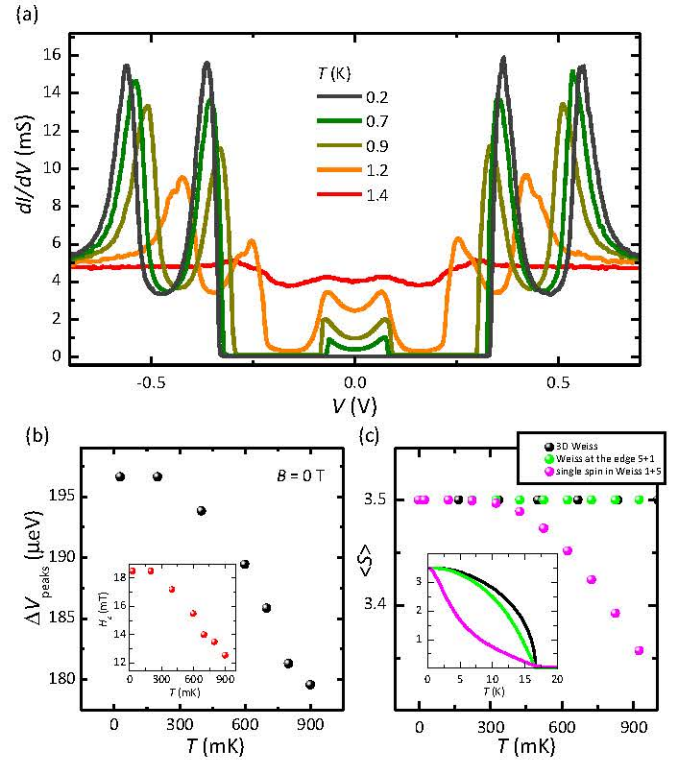 (a)
16
14
12
10
8
6
4
2
0
dI/dV (mS)
T (K)
0.2
0.7
0.9
1.2
1.4
-0.5
0.0
0.5
V (V)
(b)
B = 0 T
195
190
185
180
ΔVpeaks (μeV)
18
16
14
12
Hc (mT)
0 300 600 900
T (mK)
0 300 600 900
T (mK)
(c)
3D Weiss
Weiss at the edge 5+1
single spin in Weiss 1+5
3.5
3.4
<S>
3
2
1
0 5 10 15 20
T (K)
0 300 600 900
T (mK)